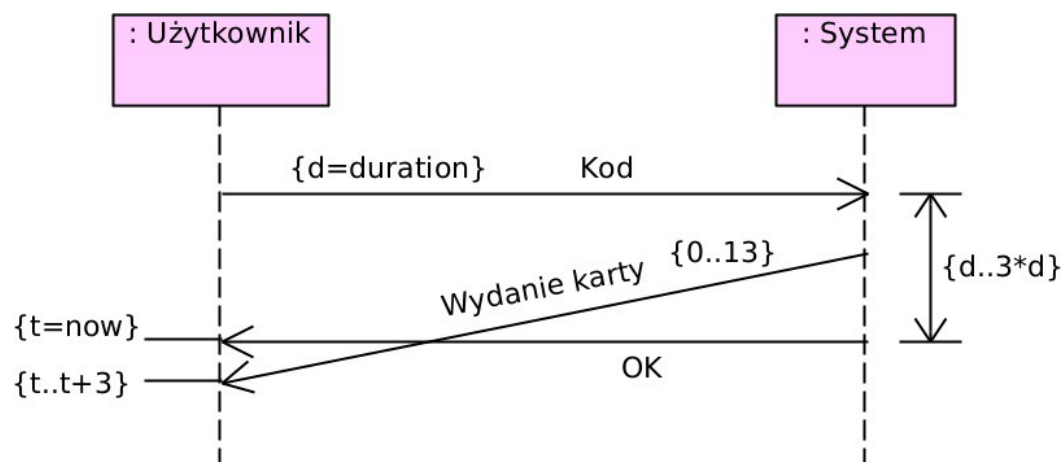 : Użytkownik
: System
{d=duration}
Kod
{0..13}
Wydanie karty
{d..3*d}
{t=now}
OK
{t..t+3}